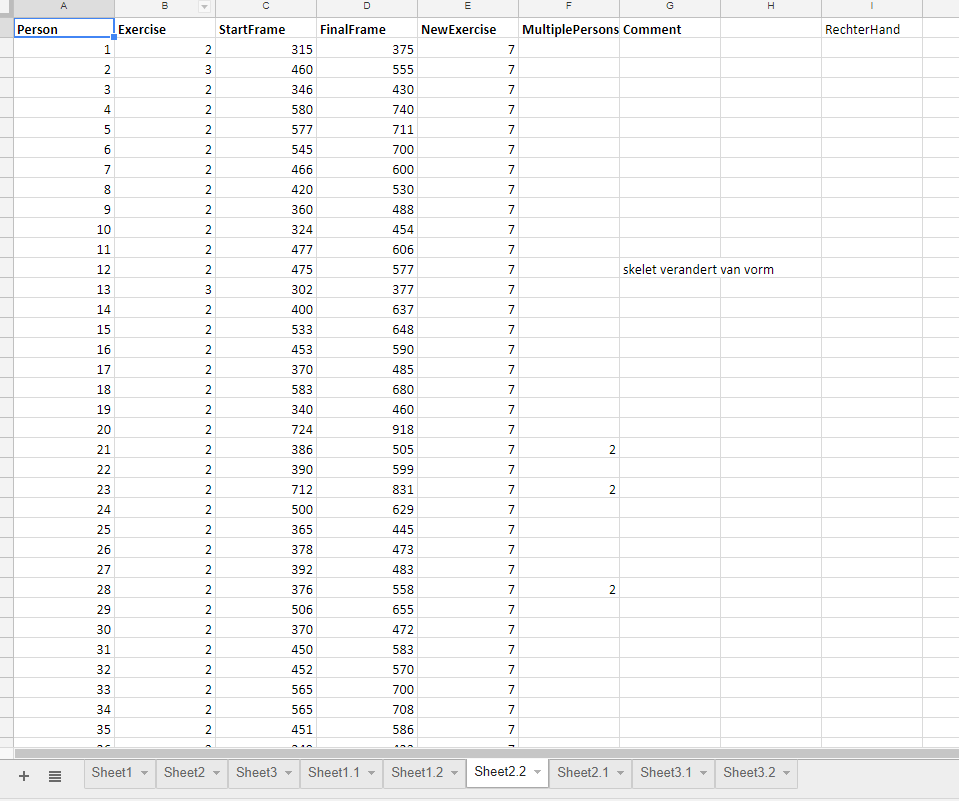 A B C D E F G H I
Person Exercise StartFrame FinalFrame NewExercise MultiplePersons Comment RechterHand
1 2 315 375 7
2 3 460 555 7
3 2 346 430 7
4 2 580 740 7
5 2 577 711 7
6 2 545 700 7
7 2 466 600 7
8 2 420 530 7
9 2 360 488 7
10 2 324 454 7
11 2 477 606 7
12 2 475 577 7 skelet verandert van vorm
13 3 302 377 7
14 2 400 637 7
15 2 533 648 7
16 2 453 590 7
17 2 370 485 7
18 2 583 680 7
19 2 340 460 7
20 2 724 918 7
21 2 386 505 7 2
22 2 390 599 7
23 2 712 831 7 2
24 2 500 629 7
25 2 365 445 7
26 2 378 473 7
27 2 392 483 7
28 2 376 558 7 2
29 2 506 655 7
30 2 370 472 7
31 2 450 583 7
32 2 452 570 7
33 2 565 700 7
34 2 565 708 7
35 2 451 586 7
Sheet1 Sheet2 Sheet3 Sheet1.1 Sheet1.2 Sheet2.2 Sheet2.1 Sheet3.1 Sheet3.2